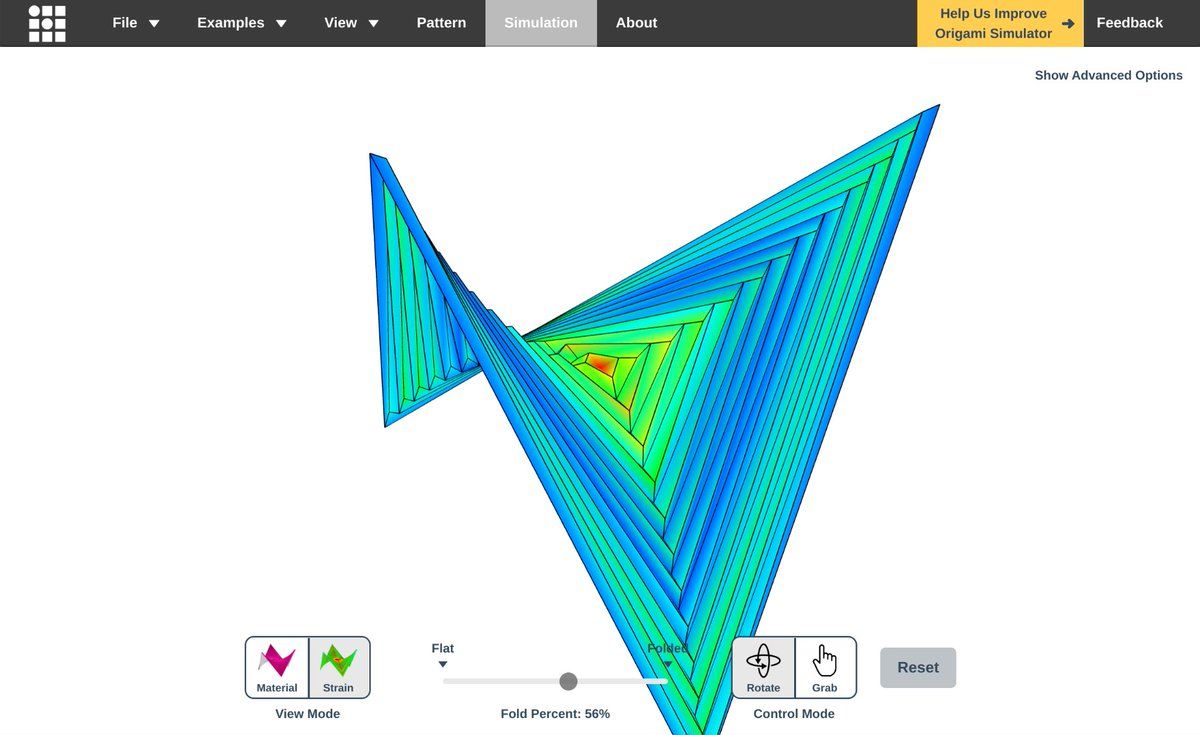 File Examples View Pattern Simulation About Help Us Improve Feedback
Origami Simulator
Show Advanced Options
Flat Folded
Material Strain Rotate Grab Reset
View Mode Fold Percent: 56% Control Mode